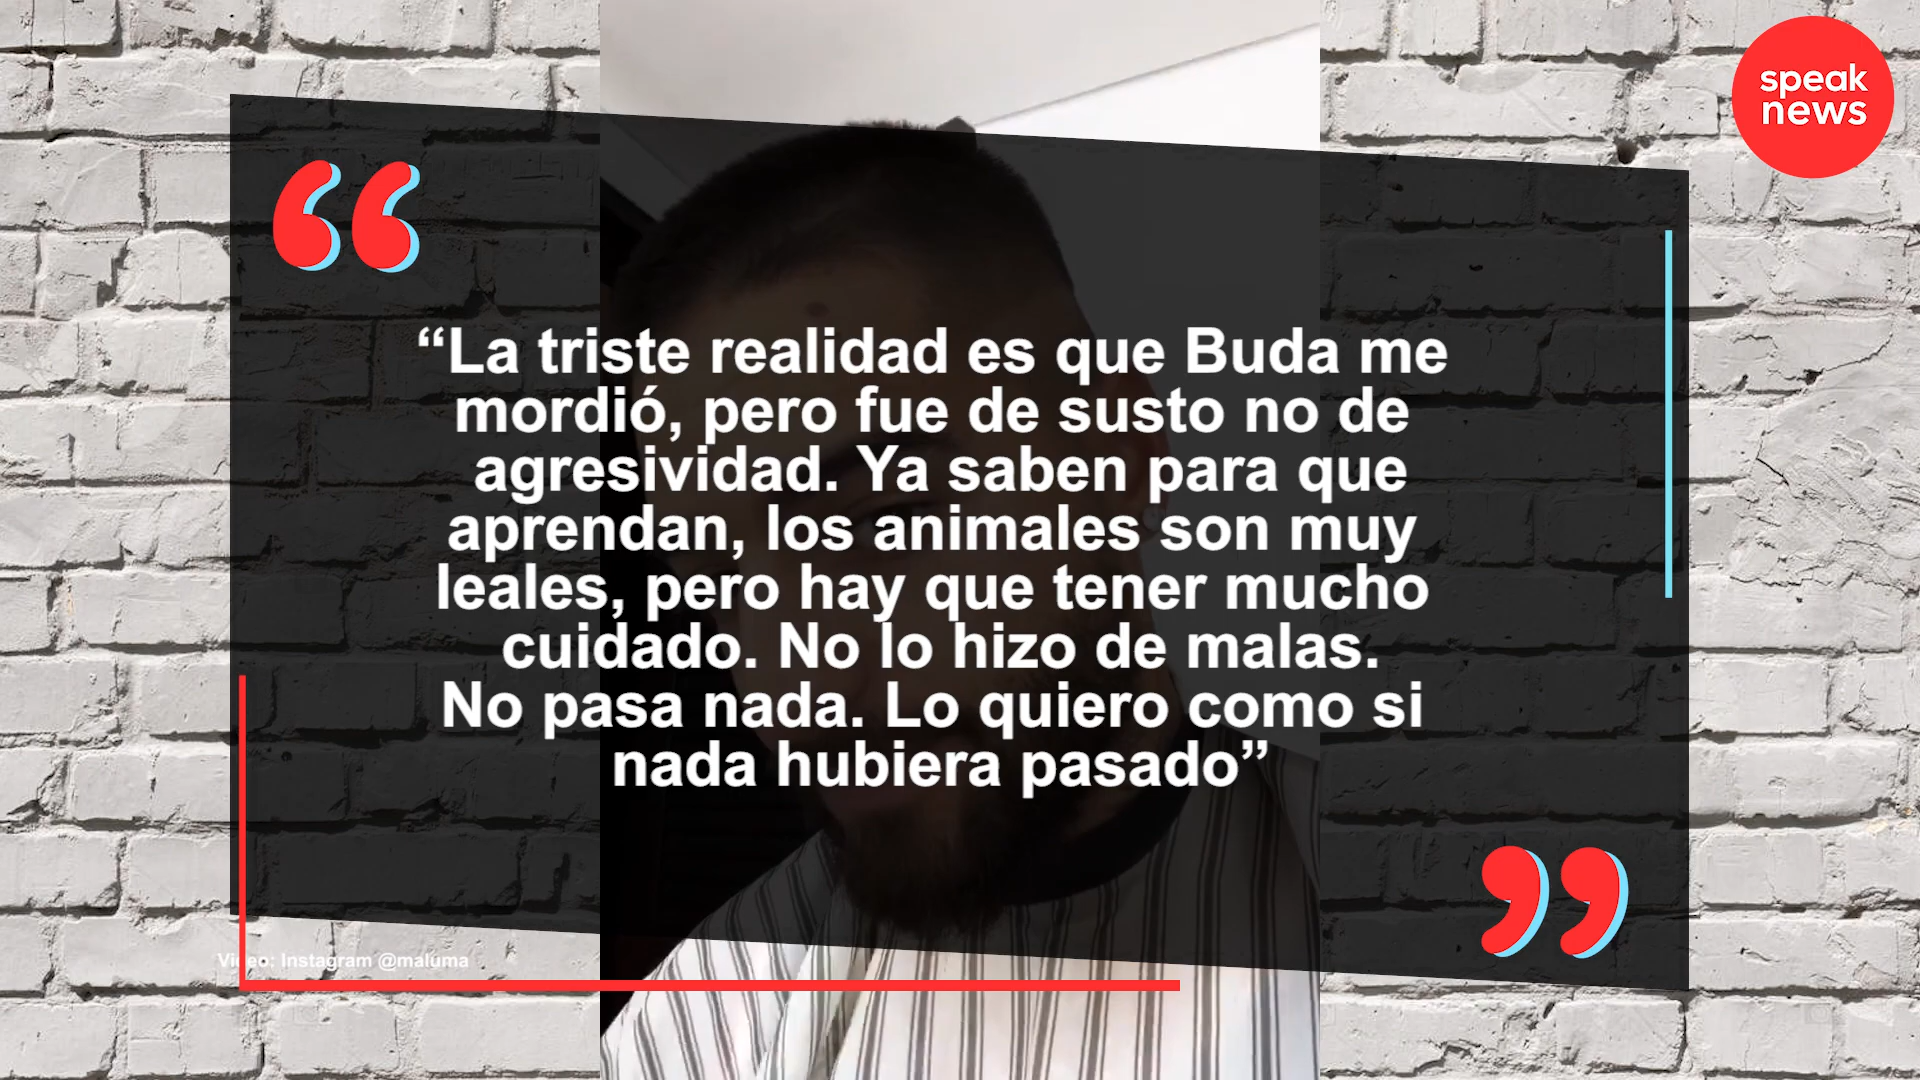 speak
news
“La triste realidad es que Buda me
mordió, pero fue de susto no de
agresividad. Ya saben para que
aprendan, los animales son muy
leales, pero hay que tener mucho
cuidado. No lo hizo de malas.
No pasa nada. Lo quiero como si
nada hubiera pasado”
Video: Instagram @maluma